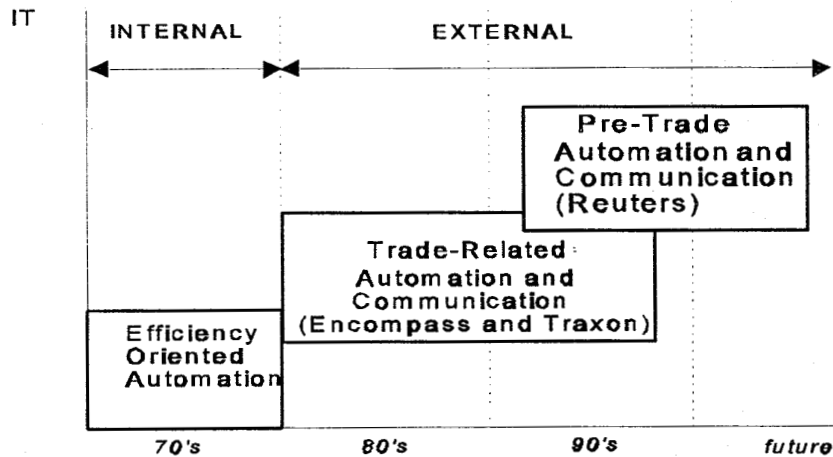 IT
INTERNAL EXTERNAL
Pre-Trade
Automation and
Communication
(Reuters)
Trade-Related
Automation and
Communication
(Encompass and Traxon)
Efficiency
Oriented
Automation
70's 80's 90's future